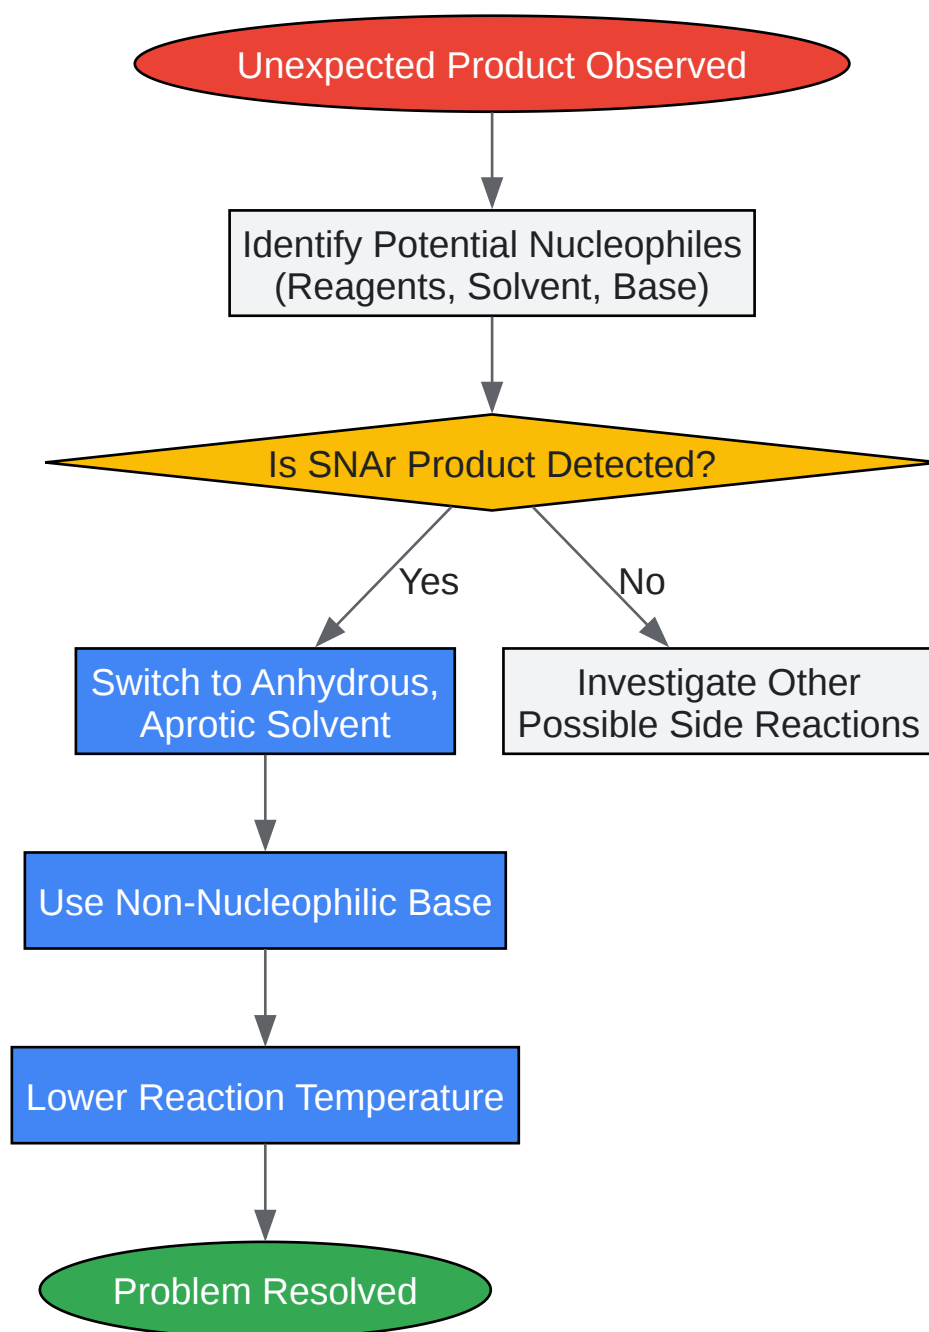 Unexpected Product Observed
Identify Potential Nucleophiles
(Reagents, Solvent, Base)
Is SNAr Product Detected?
Yes
No
Switch to Anhydrous,
Aprotic Solvent
Investigate Other
Possible Side Reactions
Use Non-Nucleophilic Base
Lower Reaction Temperature
Problem Resolved